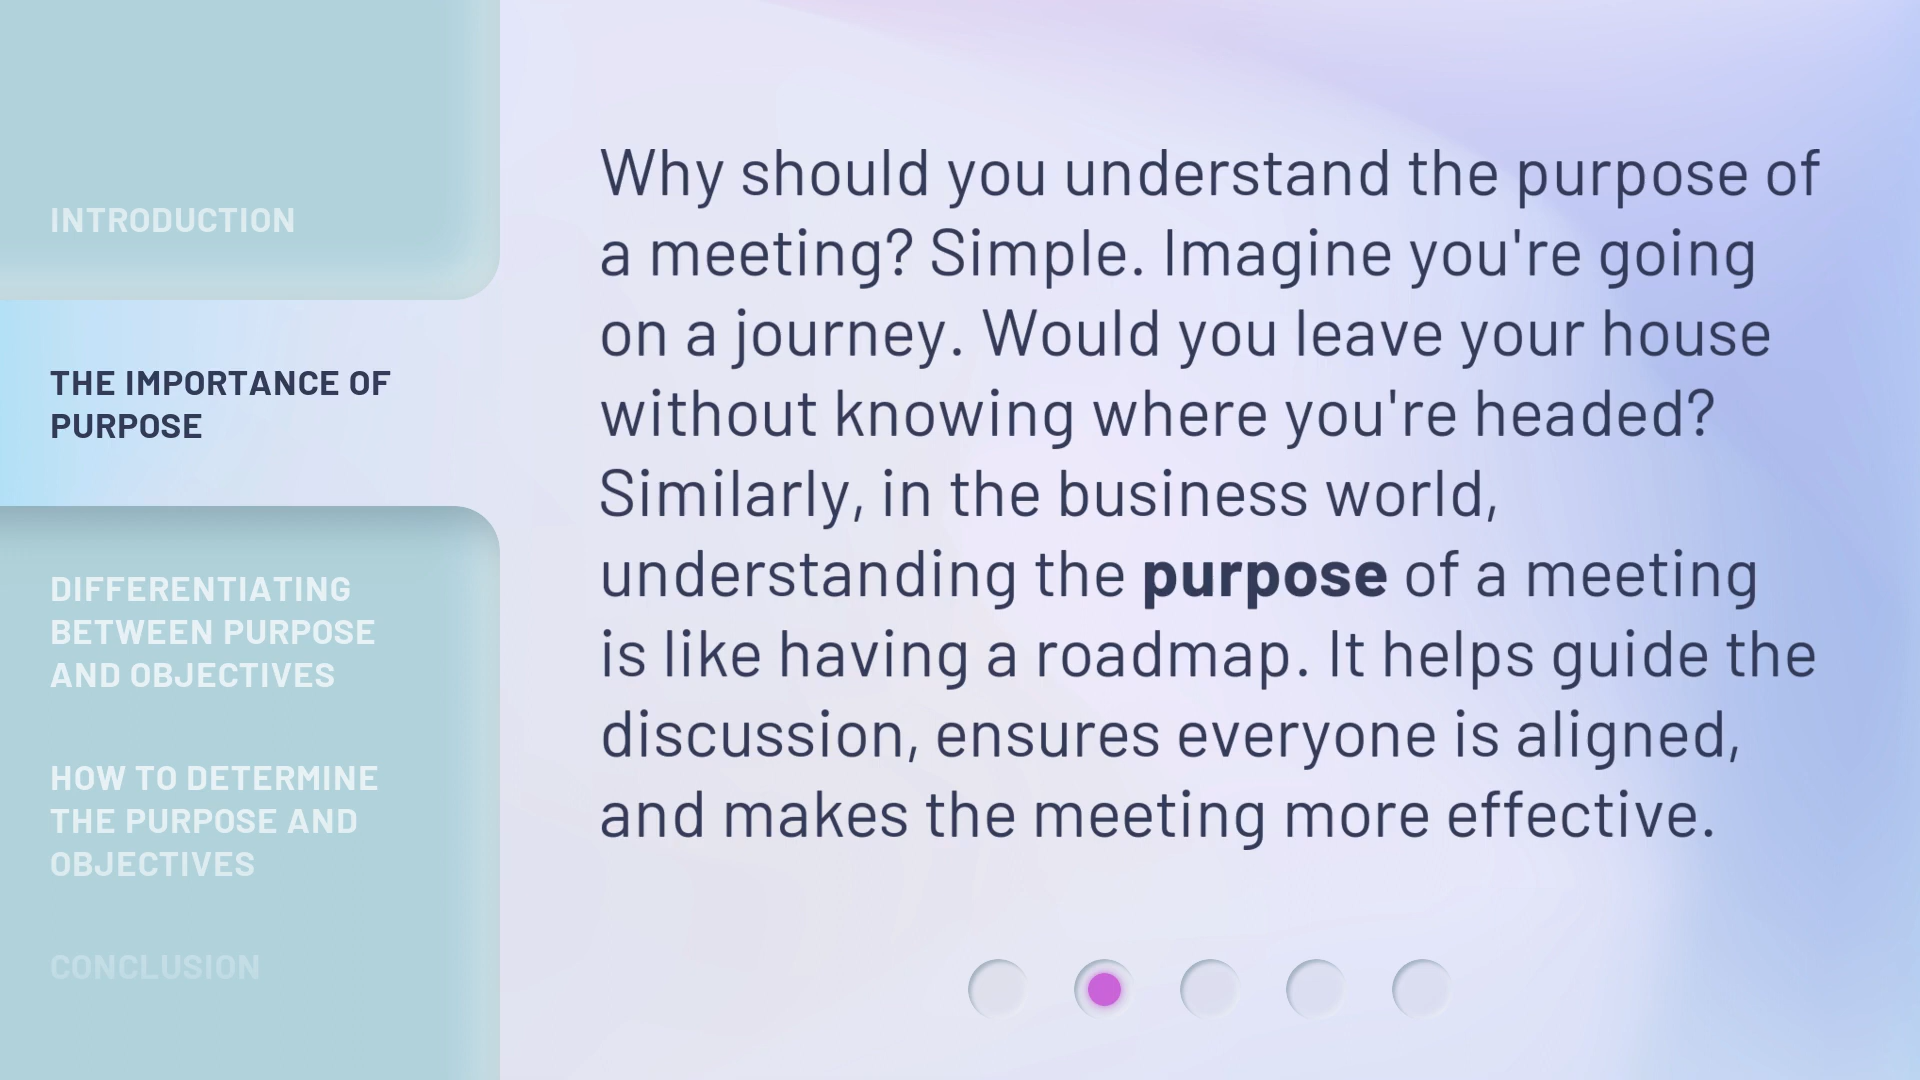 INTRODUCTION
THE IMPORTANCE OF
PURPOSE
DIFFERENTIATING
BETWEEN PURPOSE
AND OBJECTIVES
HOW TO DETERMINE
THE PURPOSE AND
OBJECTIVES
CONCLUSION
Why should you understand the purpose of
a meeting? Simple. Imagine you're going
on a journey. Would you leave your house
without knowing where you're headed?
Similarly, in the business world,
understanding the purpose of a meeting
is like having a roadmap. It helps guide the
discussion, ensures everyone is aligned,
and makes the meeting more effective.